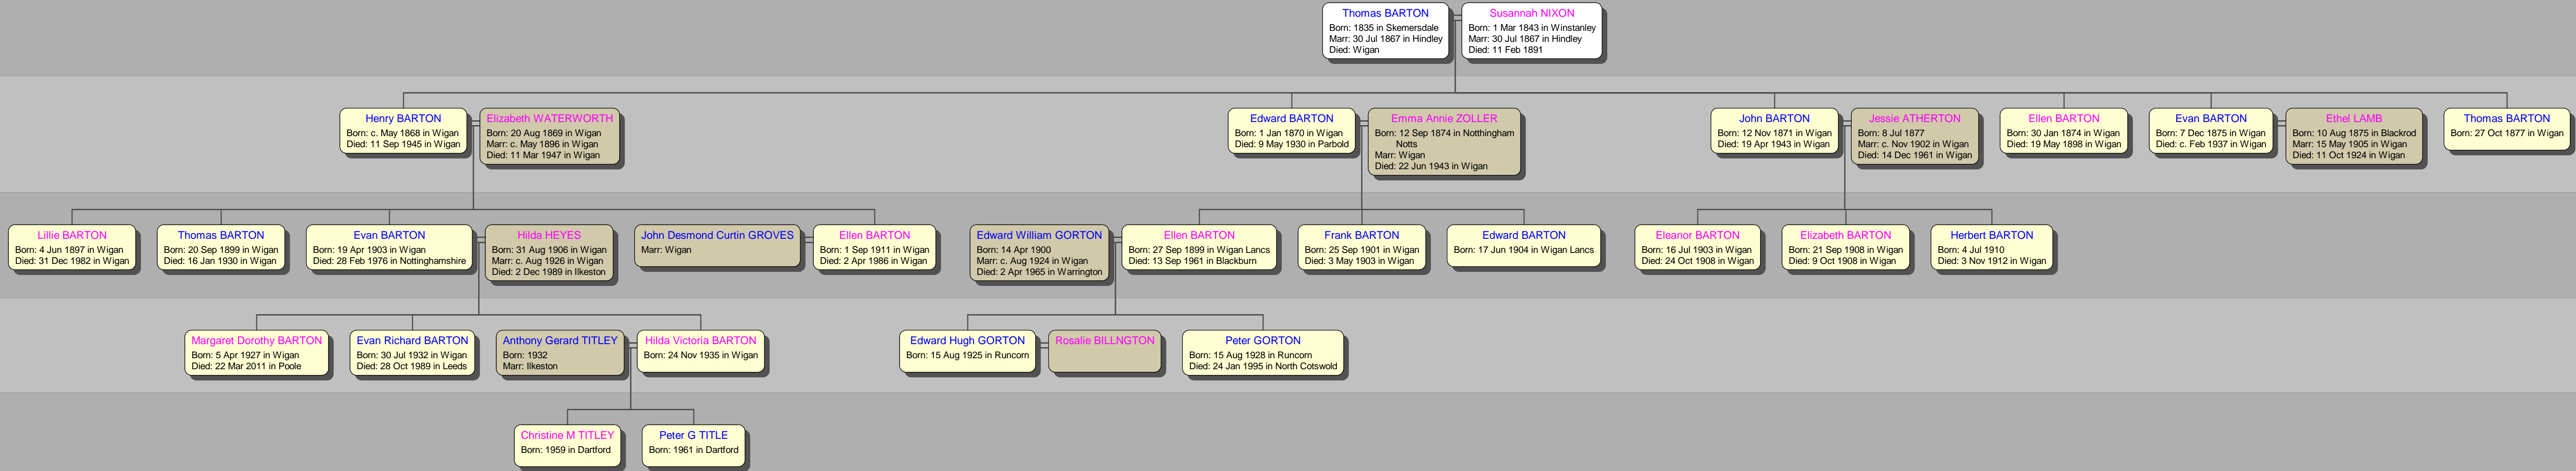 Thomas BARTON
Born: 1835 in Skemersdale
Marr: 30 Jul 1867 in Hindley
Died: Wigan
Susannah NIXON
Born: 1 Mar 1843 in Winstanley
Marr: 30 Jul 1867 in Hindley
Died: 11 Feb 1891
Henry BARTON
Born: c. May 1868 in Wigan
Died: 11 Sep 1945 in Wigan
Elizabeth WATERWORTH
Born: 20 Aug 1869 in Wigan
Marr: c. May 1896 in Wigan
Died: 11 Mar 1947 in Wigan
Edward BARTON
Born: 1 Jan 1870 in Wigan
Died: 9 May 1930 in Parbold
Emma Annie ZOLLER
Born: 12 Sep 1874 in Notthingham
Notts
Marr: Wigan
Died: 22 Jun 1943 in Wigan
John BARTON
Born: 12 Nov 1871 in Wigan
Died: 19 Apr 1943 in Wigan
Jessie ATHERTON
Born: 8 Jul 1877
Marr: c. Nov 1902 in Wigan
Died: 14 Dec 1961 in Wigan
Ellen BARTON
Born: 30 Jan 1874 in Wigan
Died: 19 May 1898 in Wigan
Evan BARTON
Born: 7 Dec 1875 in Wigan
Died: c. Feb 1937 in Wigan
Ethel LAMB
Born: 10 Aug 1875 in Blackrod
Marr: 15 May 1905 in Wigan
Died: 11 Oct 1924 in Wigan
Thomas BARTON
Born: 27 Oct 1877 in Wigan
Lillie BARTON
Born: 4 Jun 1897 in Wigan
Died: 31 Dec 1982 in Wigan
Thomas BARTON
Born: 20 Sep 1899 in Wigan
Died: 16 Jan 1930 in Wigan
Evan BARTON
Born: 19 Apr 1903 in Wigan
Died: 28 Feb 1976 in Nottinghamshire
Hilda HEYES
Born: 31 Aug 1906 in Wigan
Marr: c. Aug 1926 in Wigan
Died: 2 Dec 1989 in Ilkeston
John Desmond Curtin GROVES
Marr: Wigan
Ellen BARTON
Born: 1 Sep 1911 in Wigan
Died: 2 Apr 1986 in Wigan
Edward William GORTON
Born: 14 Apr 1900
Marr: c. Aug 1924 in Wigan
Died: 2 Apr 1965 in Warrington
Ellen BARTON
Born: 27 Sep 1899 in Wigan Lancs
Died: 13 Sep 1961 in Blackburn
Frank BARTON
Born: 25 Sep 1901 in Wigan
Died: 3 May 1903 in Wigan
Edward BARTON
Born: 17 Jun 1904 in Wigan Lancs
Eleanor BARTON
Born: 16 Jul 1903 in Wigan
Died: 24 Oct 1908 in Wigan
Elizabeth BARTON
Born: 21 Sep 1908 in Wigan
Died: 9 Oct 1908 in Wigan
Herbert BARTON
Born: 4 Jul 1910
Died: 3 Nov 1912 in Wigan
Margaret Dorothy BARTON
Born: 5 Apr 1927 in Wigan
Died: 22 Mar 2011 in Poole
Evan Richard BARTON
Born: 30 Jul 1932 in Wigan
Died: 28 Oct 1989 in Leeds
Anthony Gerard TITLEY
Born: 1932
Marr: Ilkeston
Hilda Victoria BARTON
Born: 24 Nov 1935 in Wigan
Edward Hugh GORTON
Born: 15 Aug 1925 in Runcorn
Rosalie BILLNGTON
Peter GORTON
Born: 15 Aug 1928 in Runcorn
Died: 24 Jan 1995 in North Cotswold
Christine M TITLEY
Born: 1959 in Dartford
Peter G TITLE
Born: 1961 in Dartford